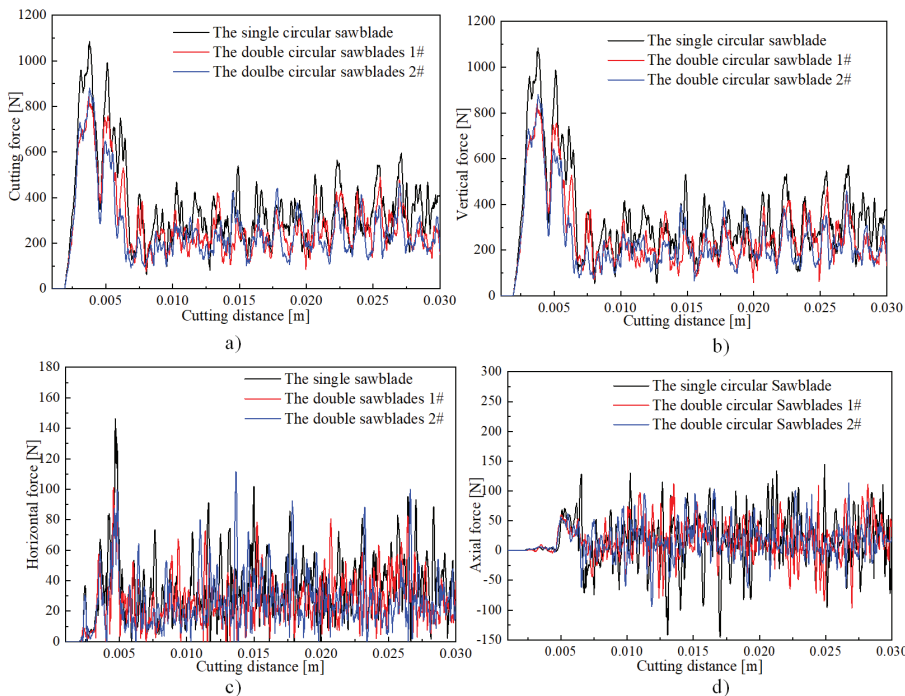 1200
1000
800
600
400
200
0
Cutting force [N]
The single circular sawblade
The double circular sawblades 1#
The doulbe circular sawblades 2#
0.005 0.010 0.015 0.020 0.025 0.030
Cutting distance [m]
a)
1200
1000
800
600
400
200
0
Vertical force [N]
The single circular sawblade
The double circular sawblade 1#
The double circular sawblade 2#
0.005 0.010 0.015 0.020 0.025 0.030
Cutting distance [m]
b)
180
160
140
120
100
80
60
40
20
0
Horizontal force [N]
The single sawblade
The double sawblades 1#
The double sawblades 2#
0.005 0.010 0.015 0.020 0.025 0.030
Cutting distance [m]
c)
300
250
200
150
100
50
0
-50
-100
-150
Axial force [N]
The single circular Sawblade
The double circular Sawblades 1#
The double circular Sawblades 2#
0.005 0.010 0.015 0.020 0.025 0.030
Cutting distance [m]
d)